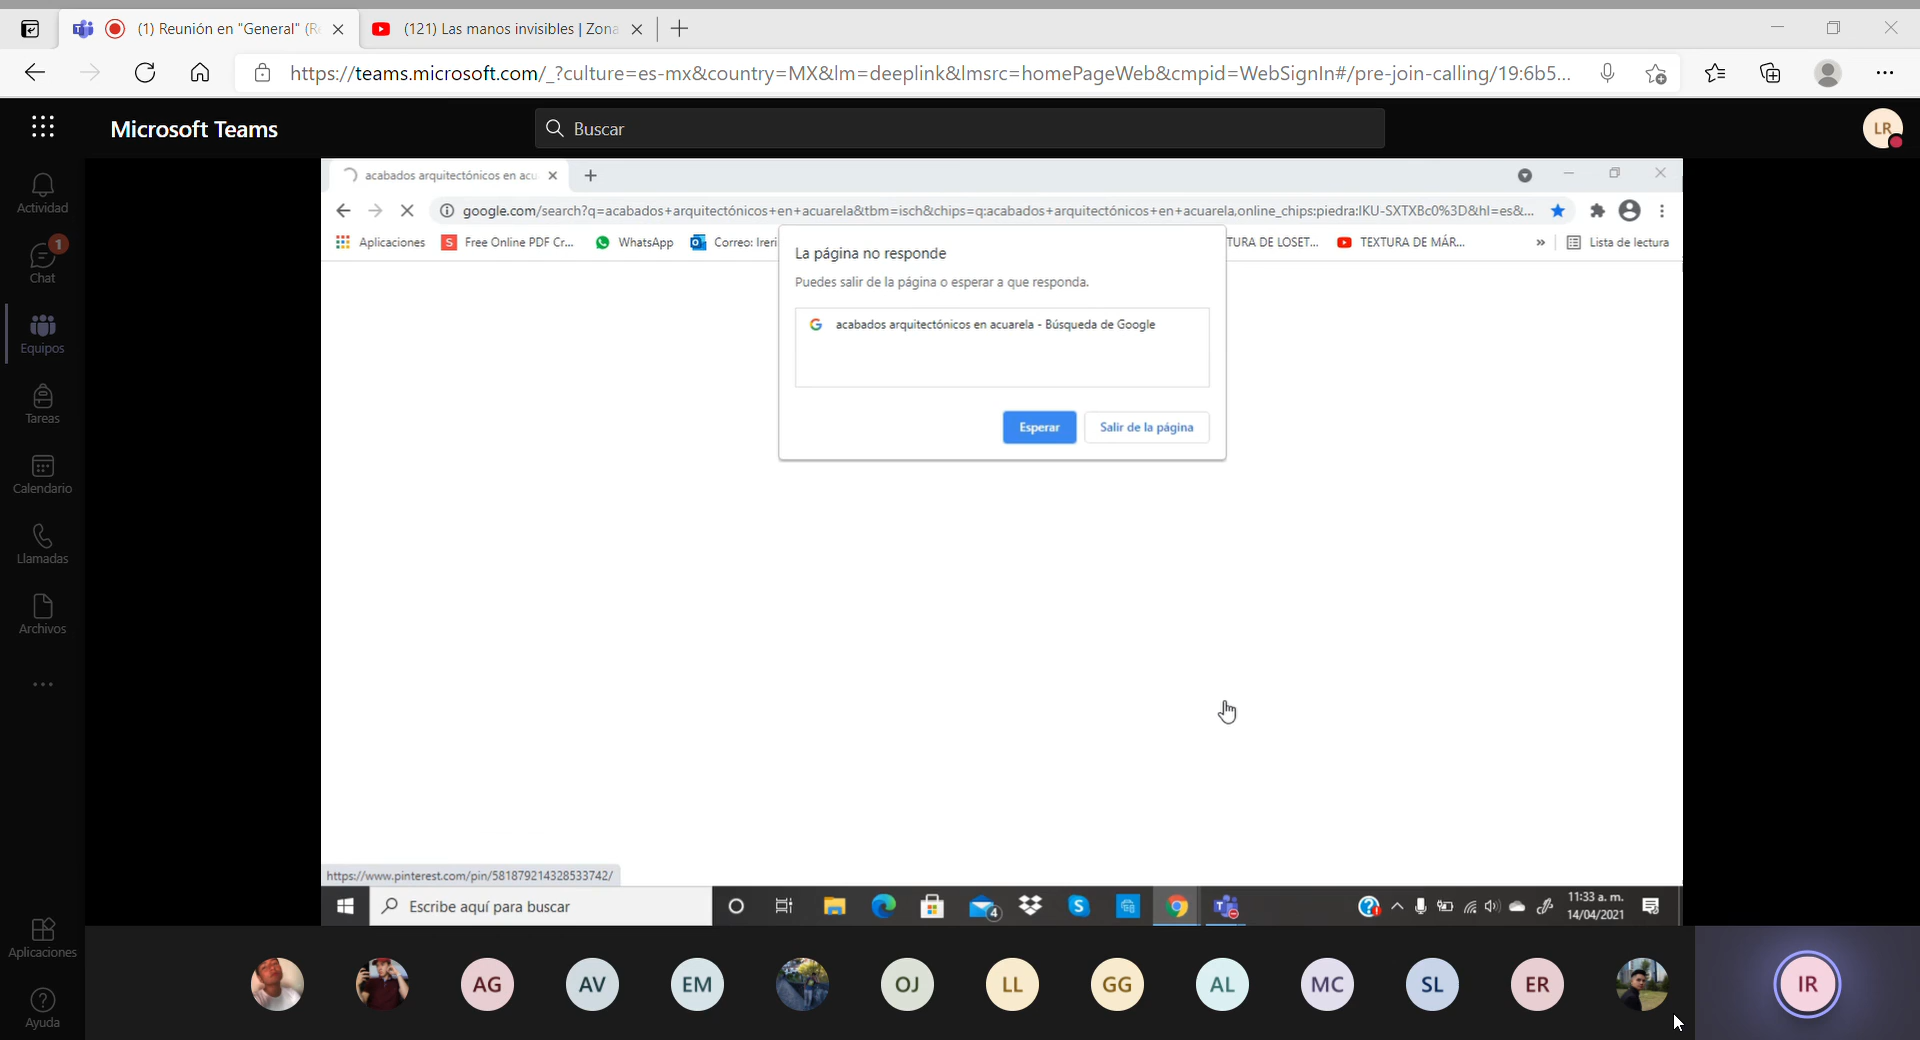 (1) Reunión en "General" (R
(121) Las manos invisibles | Zona
https://teams.microsoft.com/_?culture=es-mx&country=MX&lm=deeplink&lmsrc=homePageWeb&cmpid=WebSignIn#/pre-join-calling/19:6b5...
Microsoft Teams
Buscar
LR
Actividad
1
Chat
Equipos
Tareas
Calendario
Llamadas
Archivos
Aplicaciones
Ayuda
acabados arquitectónicos en acu
google.com/search?q=acabados+arquitectónicos+en+acuarela&tbm=isch&chips=q:acabados+arquitectónicos+en+acuarela,online_chips:piedra:IKU-SXTXBc0%3D&hl=es&...
Aplicaciones
S
Free Online PDF Cr...
WhatsApp
Correo: Ireri
TURA DE LOSET...
TEXTURA DE MÁR...
»
Lista de lectura
La página no responde
Puedes salir de la página o esperar a que responda.
acabados arquitectónicos en acuarela - Búsqueda de Google
Esperar
Salir de la página
https://www.pinterest.com/pin/581879214328533742/
Escribe aquí para buscar
4
11:33 a. m.
14/04/2021
AG
AV
EM
OJ
LL
GG
AL
MC
SL
ER
IR